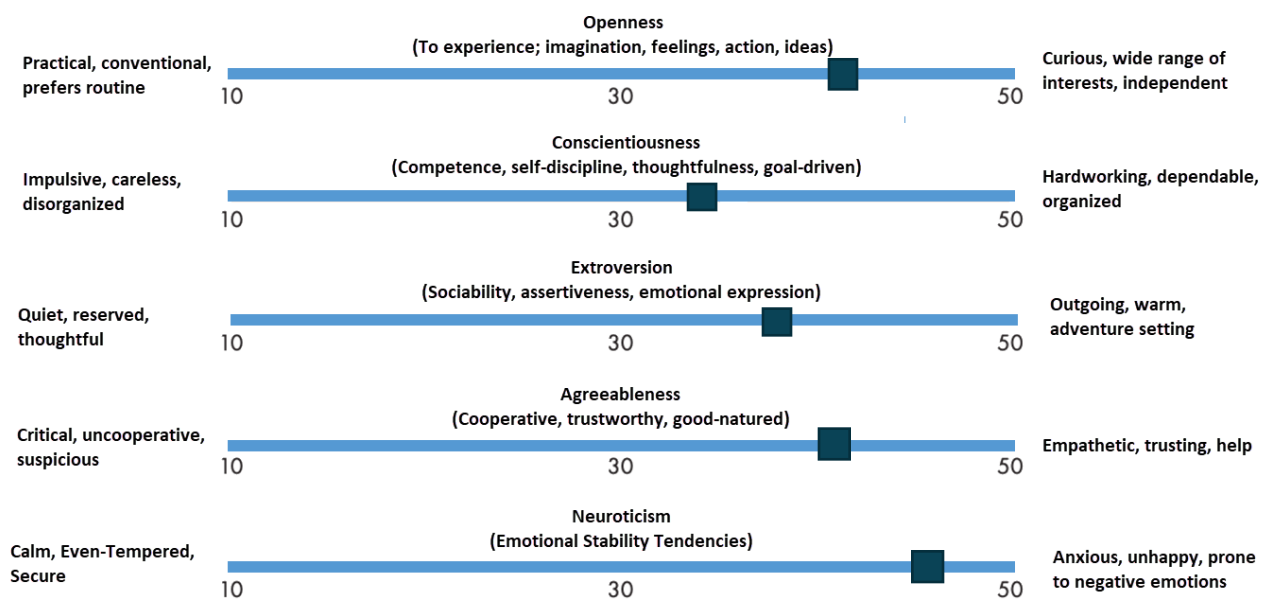 Openness
(To experience; imagination, feelings, action, ideas)
Practical, conventional,
prefers routine
Curious, wide range of
interests, independent
10 30 50
Conscientiousness
(Competence, self-discipline, thoughtfulness, goal-driven)
Impulsive, careless,
disorganized
Hardworking, dependable,
organized
10 30 50
Extroversion
(Sociability, assertiveness, emotional expression)
Quiet, reserved,
thoughtful
Outgoing, warm,
adventure setting
10 30 50
Agreeableness
(Cooperative, trustworthy, good-natured)
Critical, uncooperative,
suspicious
Empathetic, trusting, help
10 30 50
Neuroticism
(Emotional Stability Tendencies)
Calm, Even-Tempered,
Secure
Anxious, unhappy, prone
to negative emotions
10 30 50